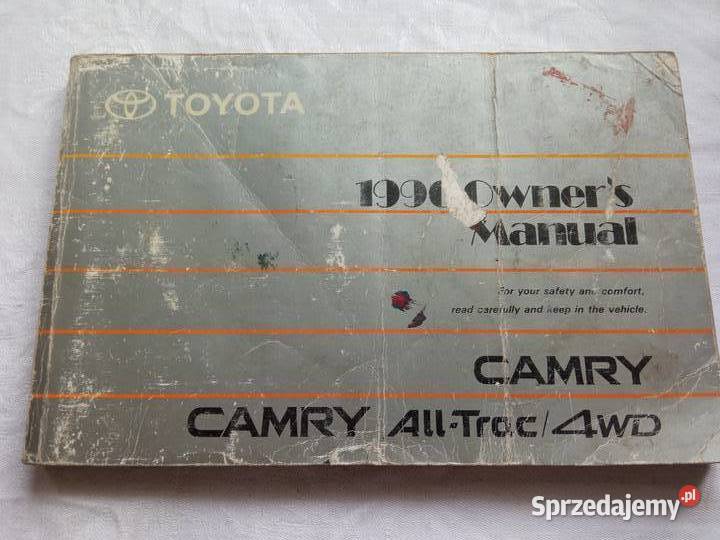 TOYOTA
1990 Owner's
Manual
For your safety and comfort,
read carefully and keep in the vehicle.
CAMRY
CAMRY All-Trac/4WD
Sprzedajemy.pl